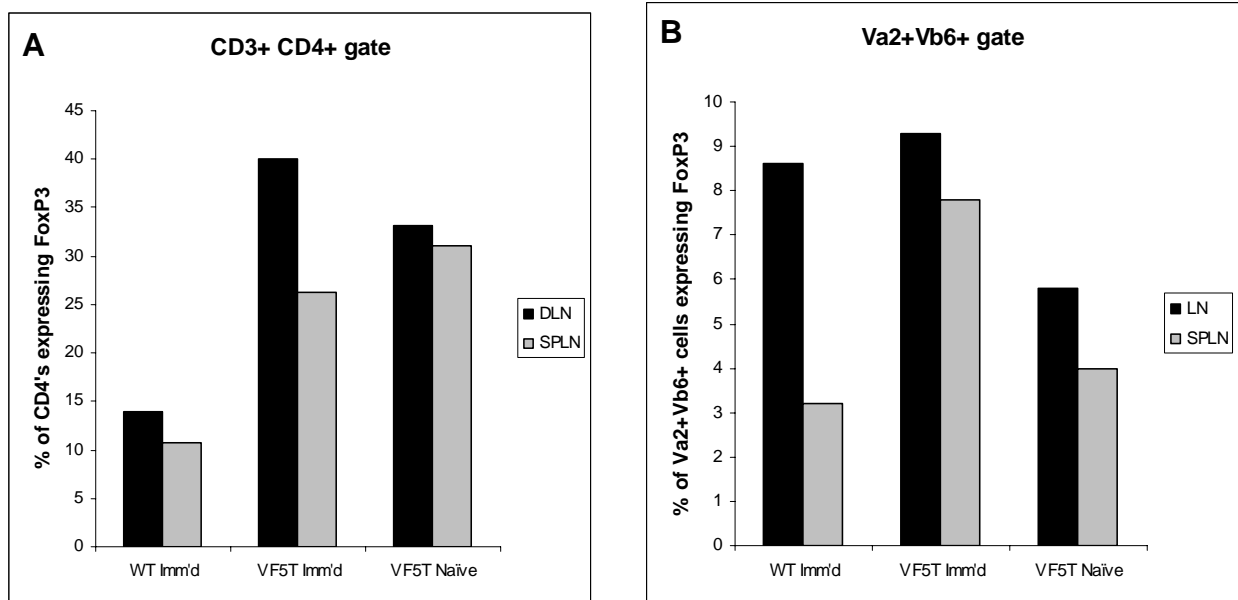 A
CD3+ CD4+ gate
% of CD4's expressing FoxP3
45
40
35
30
25
20
15
10
5
0
WT Imm'd
VF5T Imm'd
VF5T Naïve
DLN
SPLN
B
Va2+Vb6+ gate
% of Va2+Vb6+ cells expressing FoxP3
10
9
8
7
6
5
4
3
2
1
0
WT Imm'd
VF5T Imm'd
VF5T Naïve
LN
SPLN